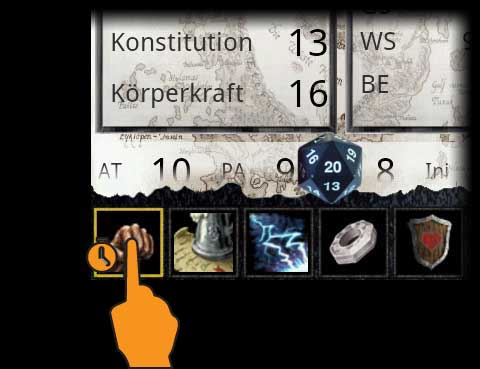 Konstitution 13 WS
Körperkraft 16 BE
AT 10 PA 9 8 Ini
16 20 19
13